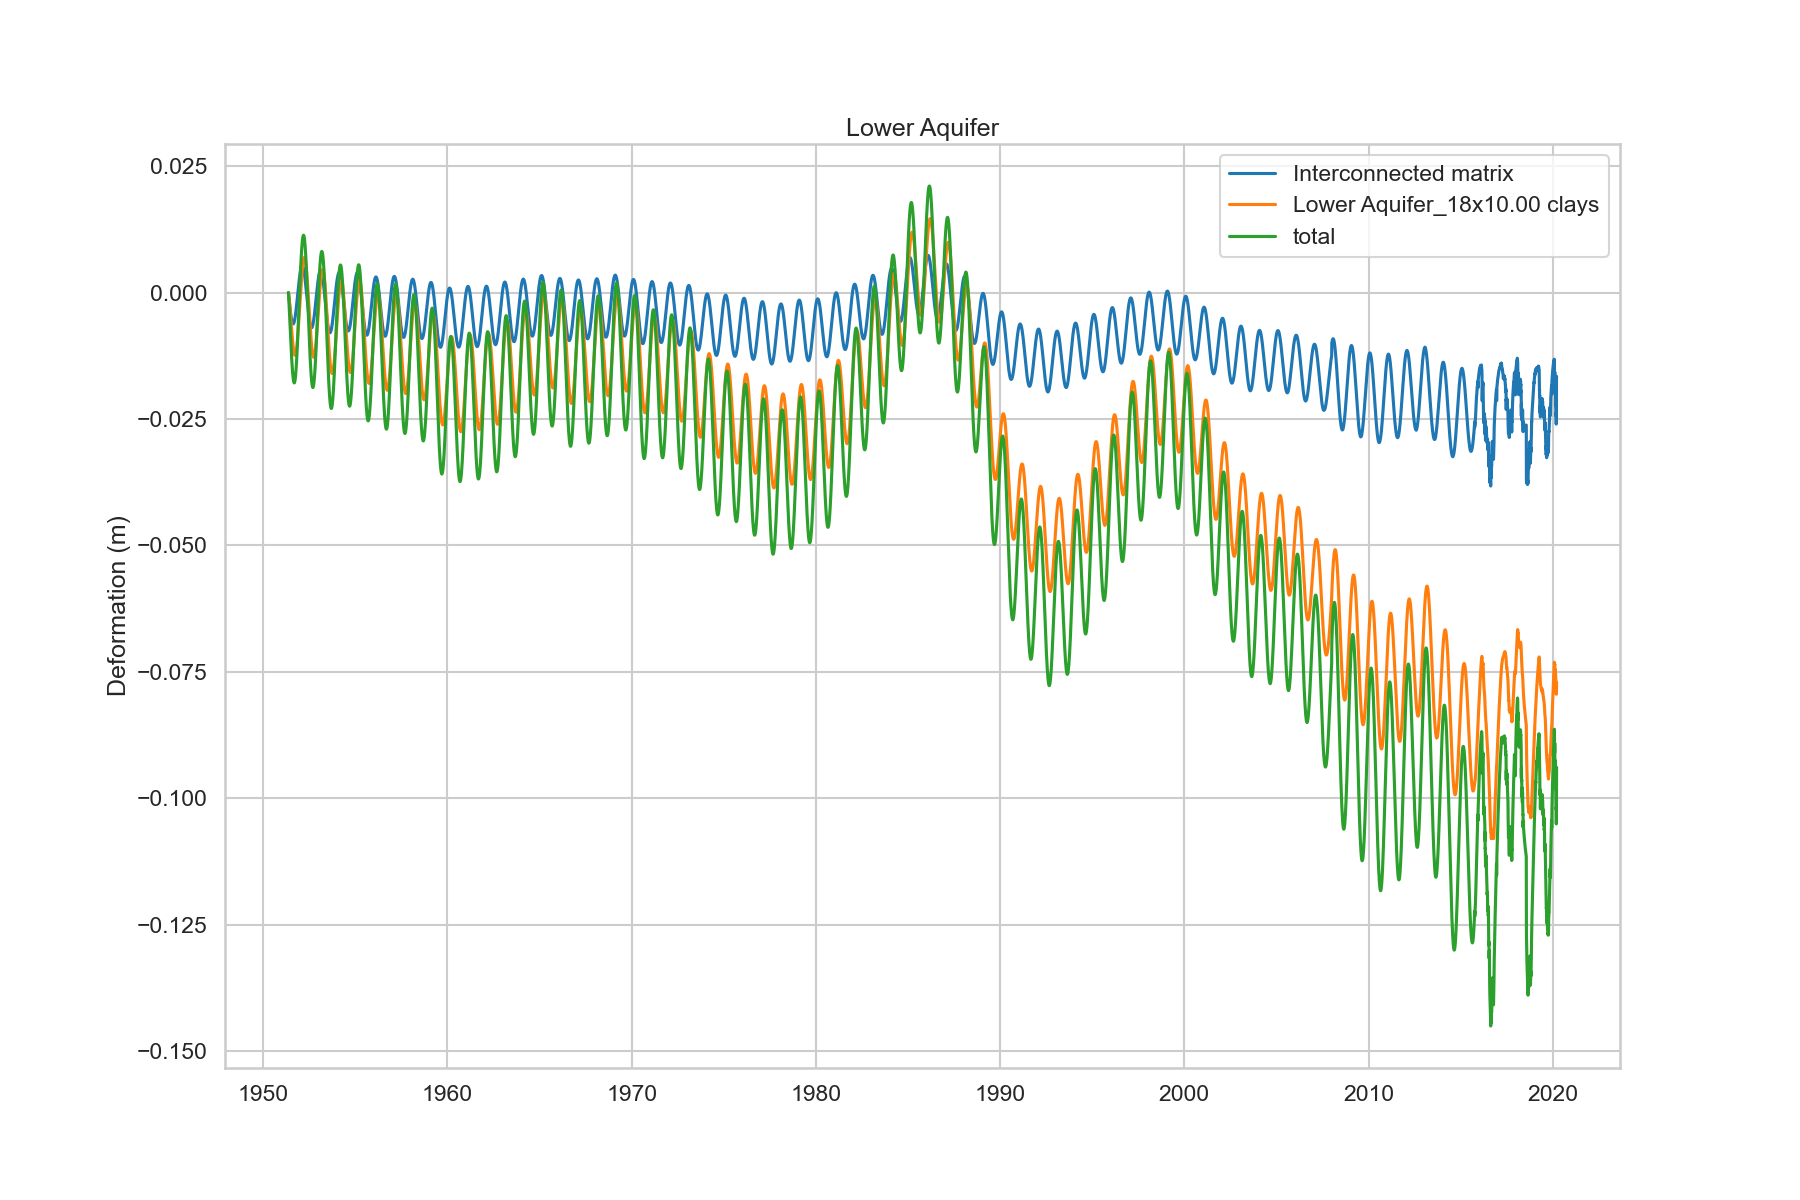 Lower Aquifer
0.025
0.000
−0.025
−0.050
−0.075
−0.100
−0.125
−0.150
Deformation (m)
Interconnected matrix
Lower Aquifer_18x10.00 clays
total
1950 1960 1970 1980 1990 2000 2010 2020